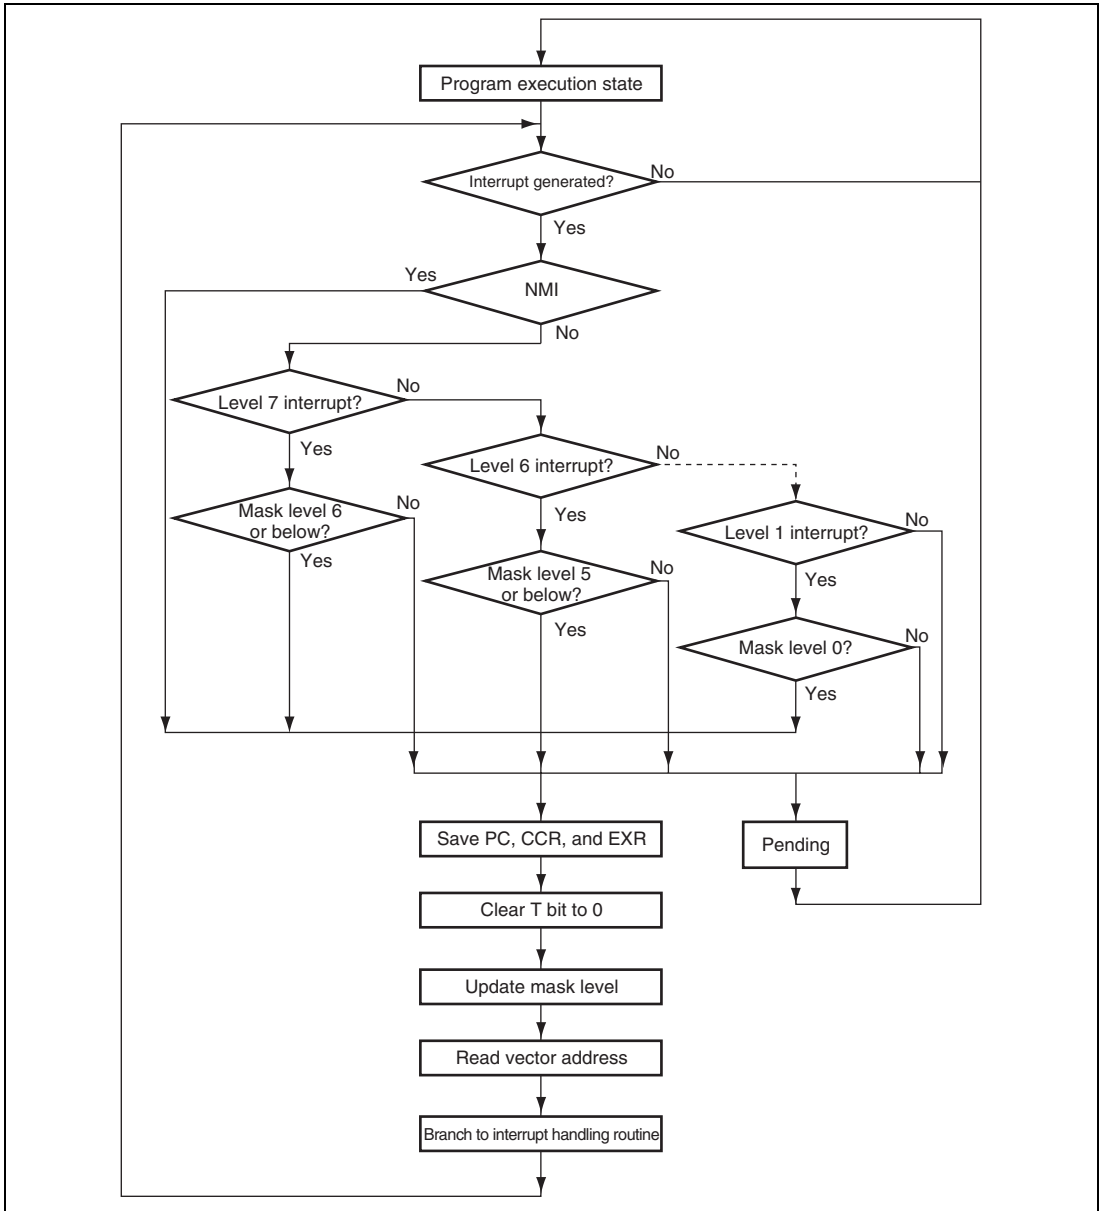 Program execution state
Interrupt generated?
No
Yes
NMI
Yes
No
Level 7 interrupt?
No
Yes
Mask level 6
or below?
No
Yes
Level 6 interrupt?
No
Yes
Mask level 5
or below?
No
Yes
Level 1 interrupt?
No
Yes
Mask level 0?
No
Yes
Save PC, CCR, and EXR
Pending
Clear T bit to 0
Update mask level
Read vector address
Branch to interrupt handling routine